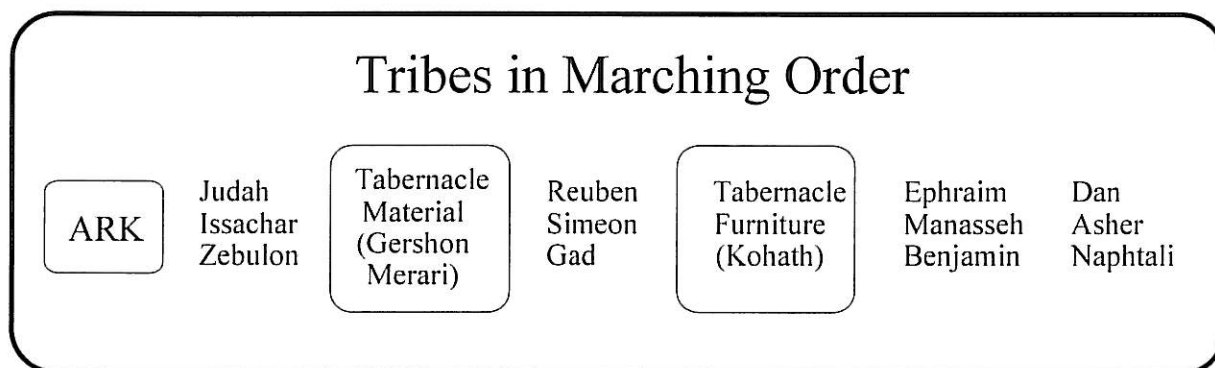 Tribes in Marching Order
ARK
Judah
Issachar
Zebulon
Tabernacle
Material
(Gershon
Merari)
Reuben
Simeon
Gad
Tabernacle
Furniture
(Kohath)
Ephraim
Manasseh
Benjamin
Dan
Asher
Naphtali